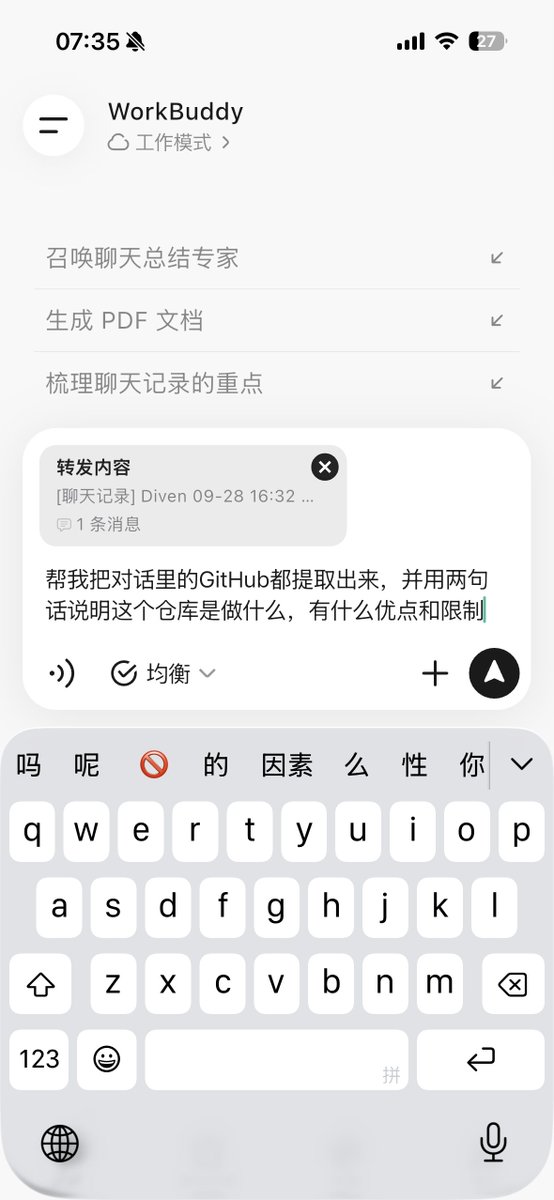 07:35
27
WorkBuddy
工作模式
召唤聊天总结专家
生成 PDF 文档
梳理聊天记录的重点
转发内容
[聊天记录] Diven 09-28 16:32 ...
1 条消息
帮我把对话里的GitHub都提取出来，并用两句
话说明这个仓库是做什么，有什么优点和限制
均衡
吗 呢 🚫 的 因素 么 性 你
q w e r t y u i o p
a s d f g h j k l
z x c v b n m
123
拼